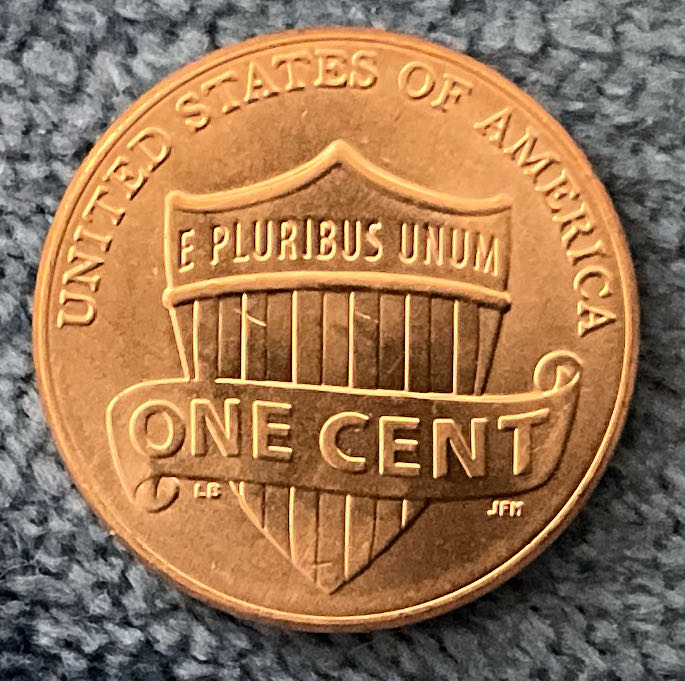 UNITED STATES OF AMERICA
E PLURIBUS UNUM
ONE CENT
LB
JFM